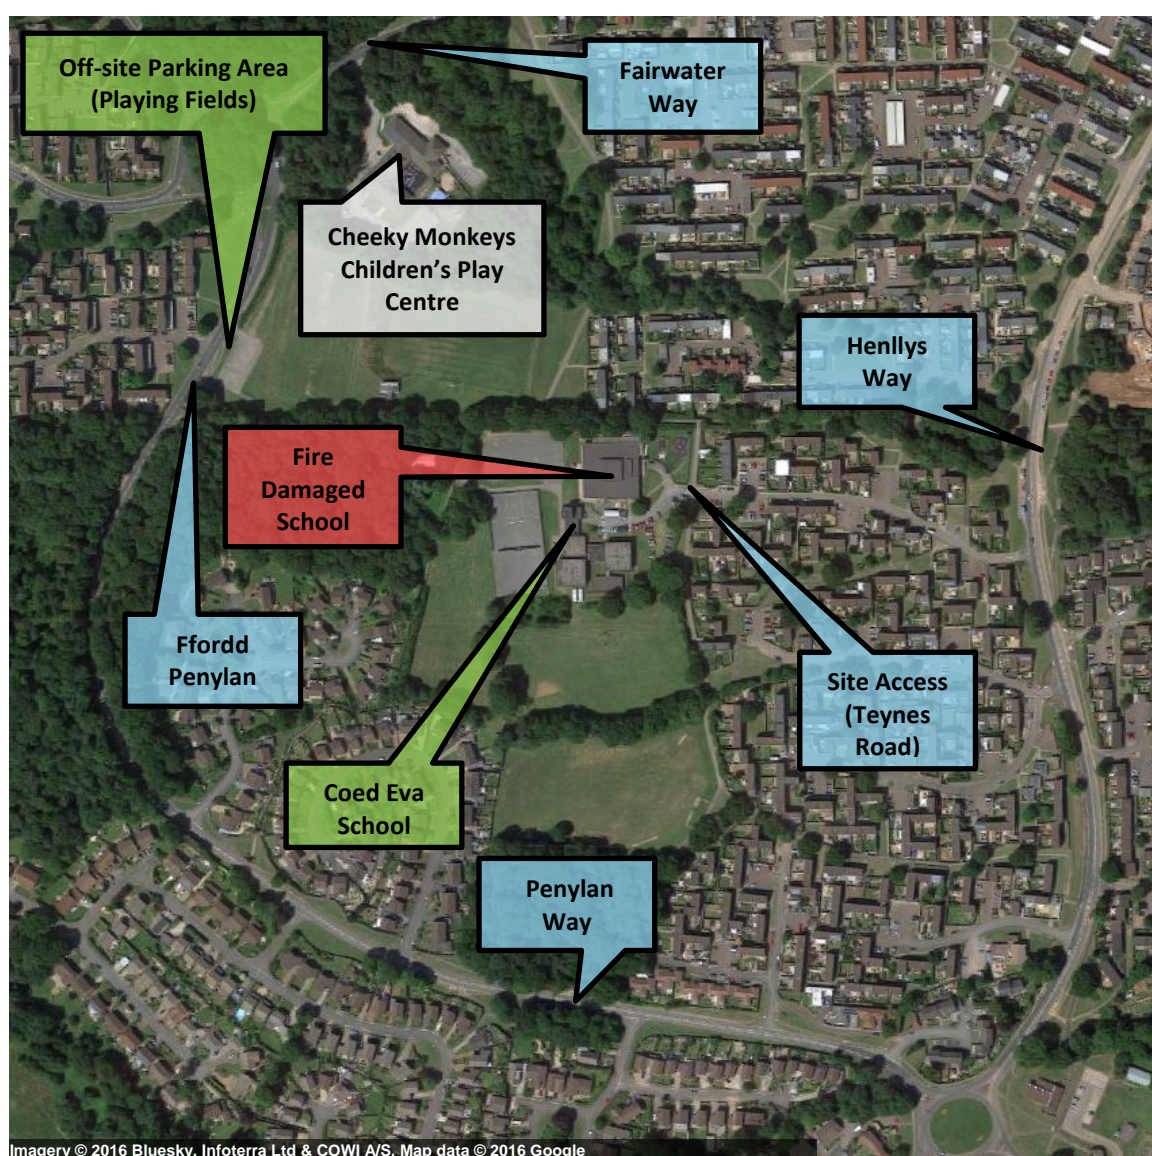 Off-site Parking Area
(Playing Fields)
Fairwater
Way
Cheeky Monkeys
Children’s Play
Centre
Henllys
Way
Fire
Damaged
School
Ffordd
Penylan
Site Access
(Teynes
Road)
Coed Eva
School
Penylan
Way
Imagery © 2016 Bluesky, Infoterra Ltd & COWI A/S, Map data © 2016 Google